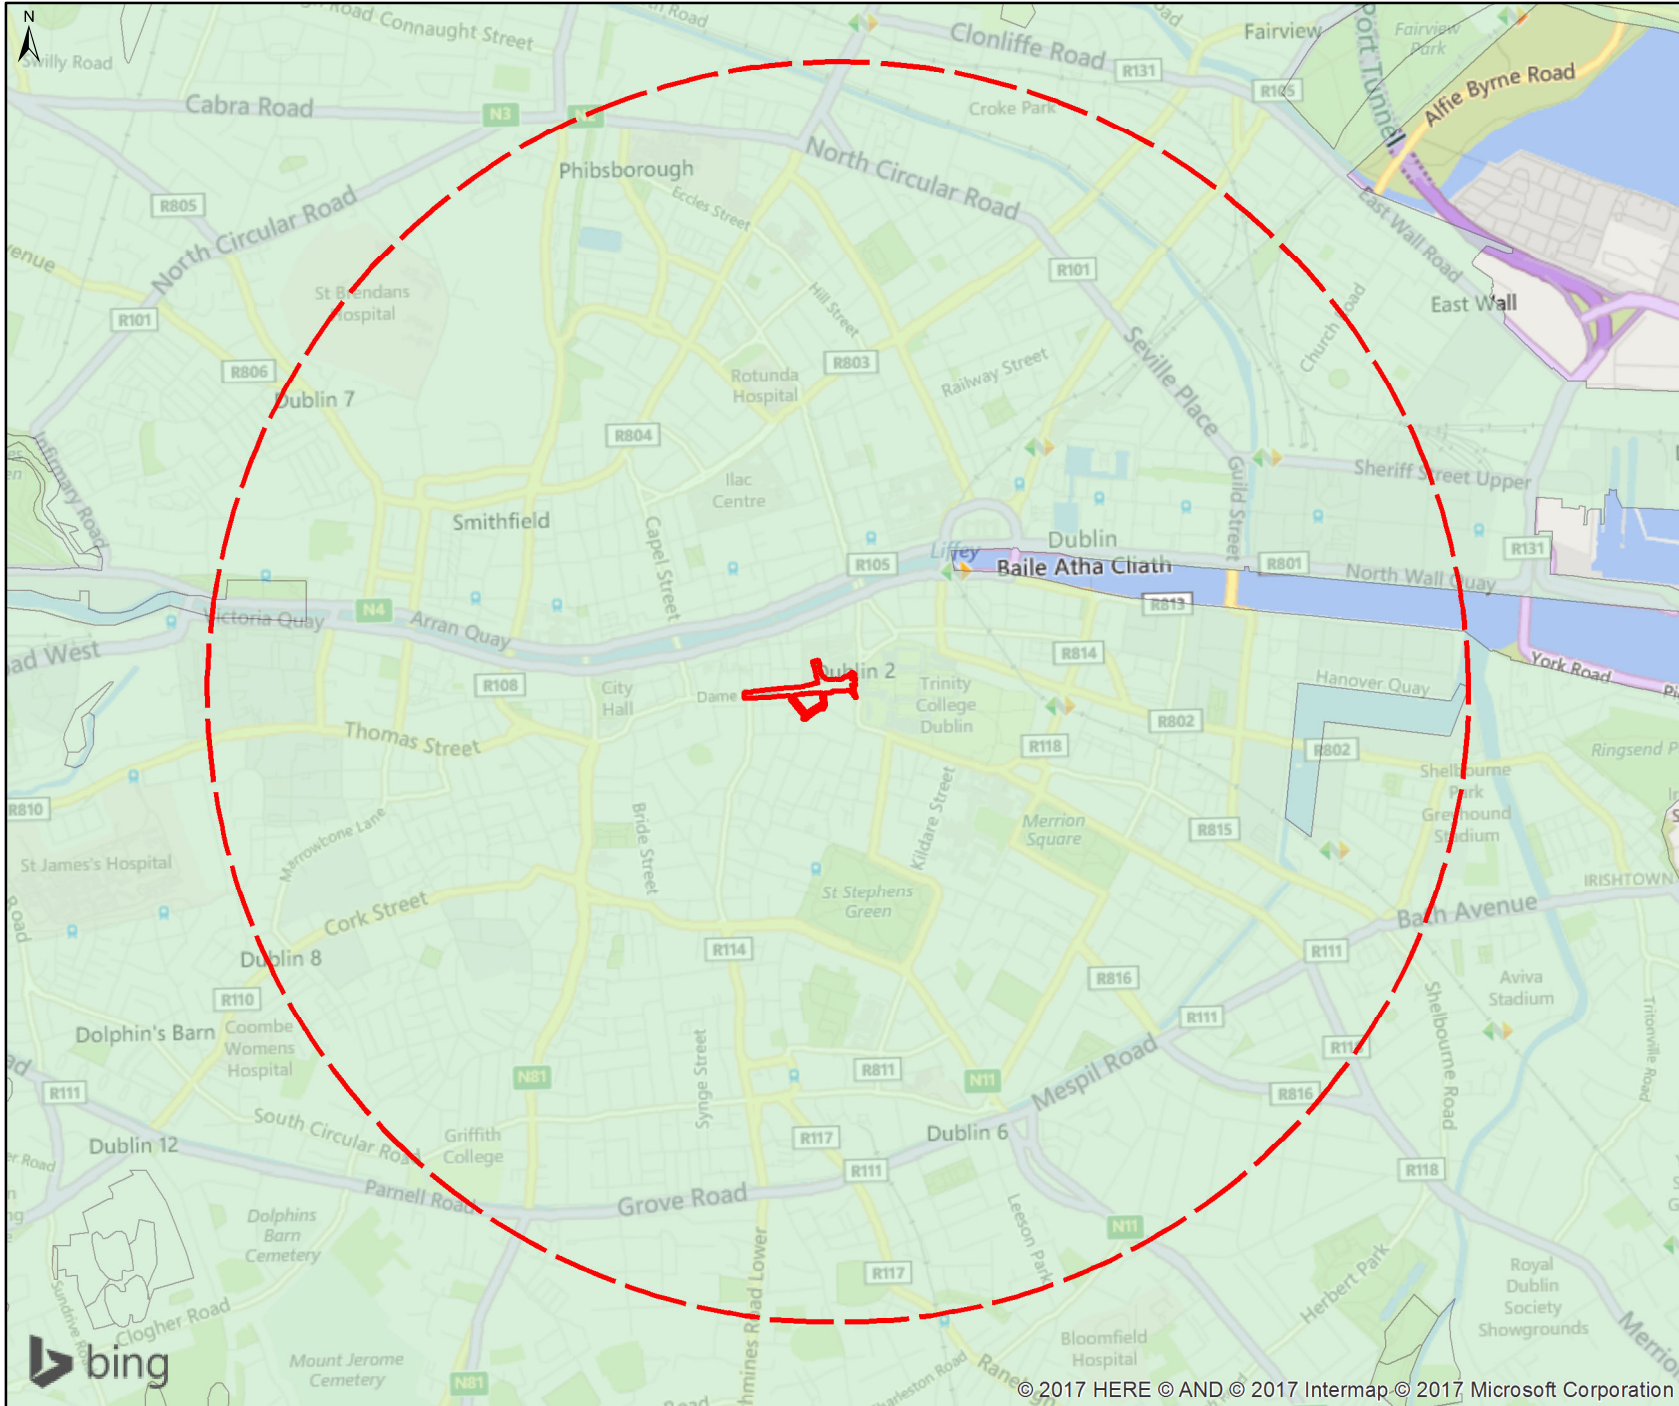 N
Road Connaught Street
Swilly Road
Cabra Road
N3
Clonliffe Road
R131
Fairview
Fairview
Park
Port Tunnel
Alfie Byrne Road
R105
Croke Park
Phibsborough
Eccles Street
North Circular Road
R805
North Circular Road
R101
St Brendans
Hospital
Hill Street
R101
East Wall Road
East Wall
Church Road
Seville Place
R806
Dublin 7
R803
Rotunda
Hospital
Railway Street
R804
Infirmary Road
Ilac
Centre
Smithfield
Capel Street
Guild Street
Sheriff Street Upper
Liffey
Dublin
Baile Atha Cliath
R105
R801
R131
North Wall Quay
R813
Victoria Quay
N4
Arran Quay
R814
York Road
Dublin 2
R108
City
Hall
Dame
Trinity
College
Dublin
Hanover Quay
R802
R802
R118
Thomas Street
Ringsend P
Shelbourne
Park
Greyhound
Stadium
R810
Marrowbone Lane
Bride Street
Kildare Street
Merrion
Square
R815
St James's Hospital
St Stephens
Green
IRISHTOWN
Cork Street
Bath Avenue
R114
R111
Dublin 8
R816
Aviva
Stadium
R110
R111
Dolphin's Barn
Coombe
Womens
Hospital
Synge Street
Mespil Road
Shelbourne Road
Tritonville Road
R118
R811
N81
N11
R111
R816
South Circular Road
Griffith
College
Dublin 12
R117
Dublin 6
R111
R118
Parnell Road
Grove Road
Dolphins
Barn
Cemetery
Leeson Park
N11
Herbert Park
R117
Royal
Dublin
Society
Showgrounds
Clogher Road
Bloomfield
Hospital
bing
Mount Jerome
Cemetery
N81
© 2017 HERE © AND © 2017 Intermap © 2017 Microsoft Corporation